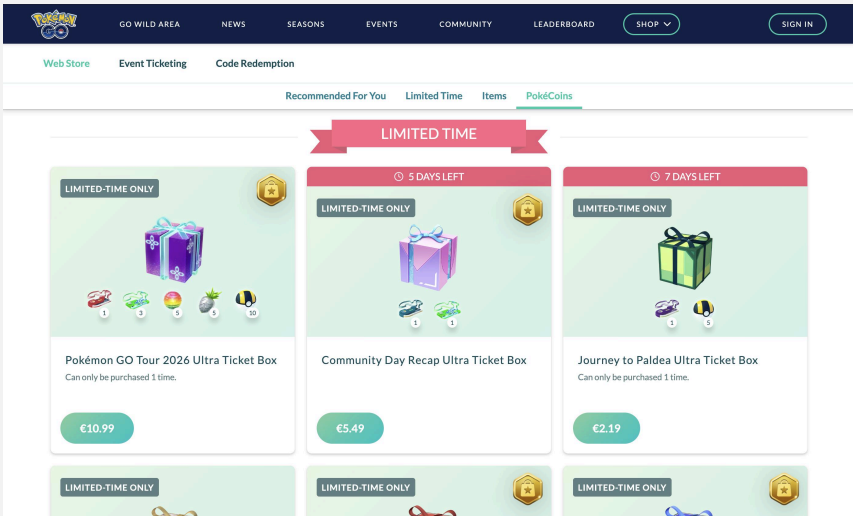 Pokémon GO
GO WILD AREA NEWS SEASONS EVENTS COMMUNITY LEADERBOARD SHOP SIGN IN
Web Store Event Ticketing Code Redemption
Recommended For You Limited Time Items PokéCoins
LIMITED TIME
5 DAYS LEFT 7 DAYS LEFT
LIMITED-TIME ONLY LIMITED-TIME ONLY LIMITED-TIME ONLY
1 3 5 5 10 1 1 1 5
Pokémon GO Tour 2026 Ultra Ticket Box Community Day Recap Ultra Ticket Box Journey to Paldea Ultra Ticket Box
Can only be purchased 1 time. Can only be purchased 1 time.
€10.99 €5.49 €2.19
LIMITED-TIME ONLY LIMITED-TIME ONLY LIMITED-TIME ONLY